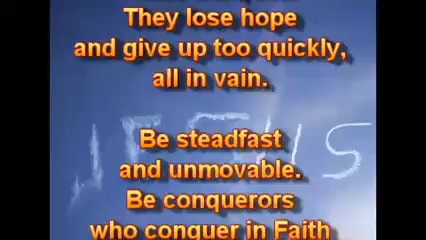 They lose hope
and give up too quickly,
all in vain.
JESUS
Be steadfast
and unmovable.
Be conquerors
who conquer in Faith